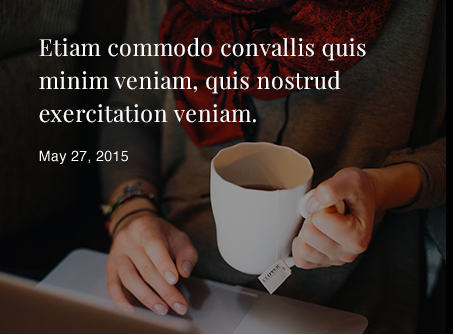 Etiam commodo convallis quis
minim veniam, quis nostrud
exercitation veniam.
May 27, 2015